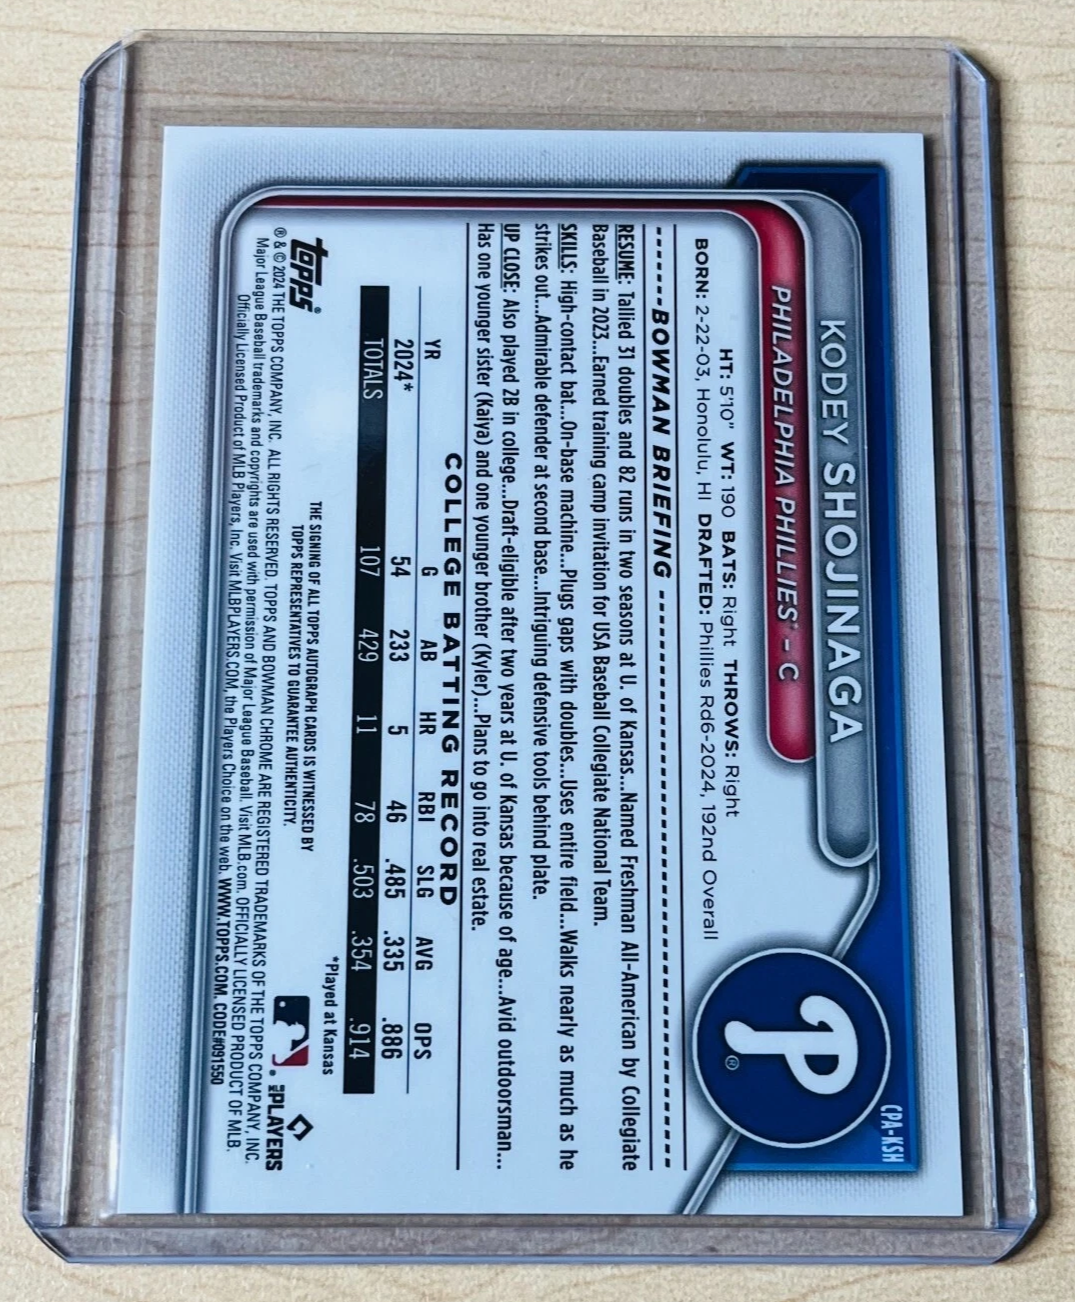 CPA-KSH
KODEY SHOJINAGA
PHILADELPHIA PHILLIES® - C
P®
HT: 5'10" WT: 190 BATS: Right THROWS: Right
BORN: 2-22-03, Honolulu, HI DRAFTED: Phillies Rd6-2024, 192nd Overall
BOWMAN BRIEFING
RESUME: Tallied 31 doubles and 82 runs in two seasons at U. of Kansas...Named Freshman All-American by Collegiate
Baseball in 2023...Earned training camp invitation for USA Baseball Collegiate National Team.
SKILLS: High-contact bat...On-base machine...Plugs gaps with doubles...Uses entire field...Walks nearly as much as he
strikes out...Admirable defender at second base...Intriguing defensive tools behind plate.
UP CLOSE: Also played 2B in college...Draft-eligible after two years at U. of Kansas because of age...Avid outdoorsman...
Has one younger sister (Kaiya) and one younger brother (Kyler)...Plans to go into real estate.
COLLEGE BATTING RECORD
YR G AB HR RBI SLG AVG OPS
2024* 54 233 5 46 .485 .335 .886
TOTALS 107 429 11 78 .503 .354 .914
*Played at Kansas
THE SIGNING OF ALL TOPPS AUTOGRAPH CARDS IS WITNESSED BY
TOPPS REPRESENTATIVES TO GUARANTEE AUTHENTICITY.
topps®
MLB PLAYERS
® & © 2024 THE TOPPS COMPANY, INC. ALL RIGHTS RESERVED. TOPPS AND BOWMAN CHROME ARE REGISTERED TRADEMARKS OF THE TOPPS COMPANY, INC.
Major League Baseball trademarks and copyrights are used with permission of Major League Baseball. Visit MLB.com. OFFICIALLY LICENSED PRODUCT OF MLB.
Officially Licensed Product of MLB Players, Inc. Visit MLBPLAYERS.COM, the Players Choice on the web. WWW.TOPPS.COM. CODE#091550